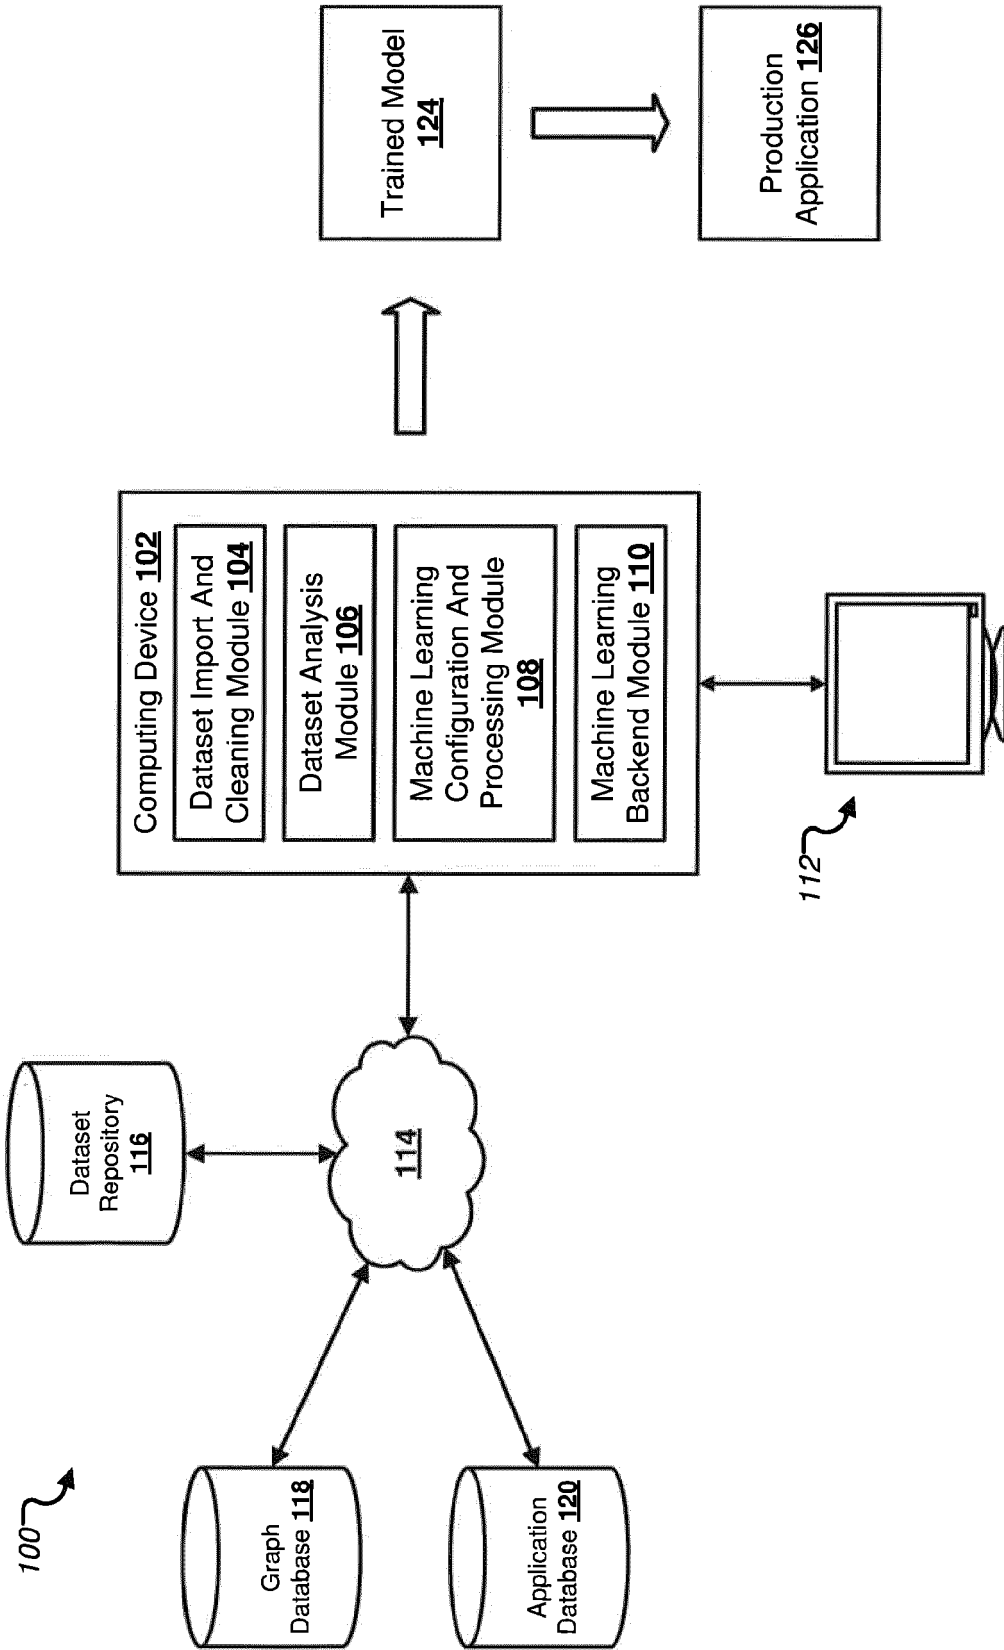 100
Dataset
Repository
116
Graph
Database 118
Application
Database 120
114
Computing Device 102
Dataset Import And
Cleaning Module 104
Dataset Analysis
Module 106
Machine Learning
Configuration And
Processing Module
108
Machine Learning
Backend Module 110
112
Trained Model
124
Production
Application 126